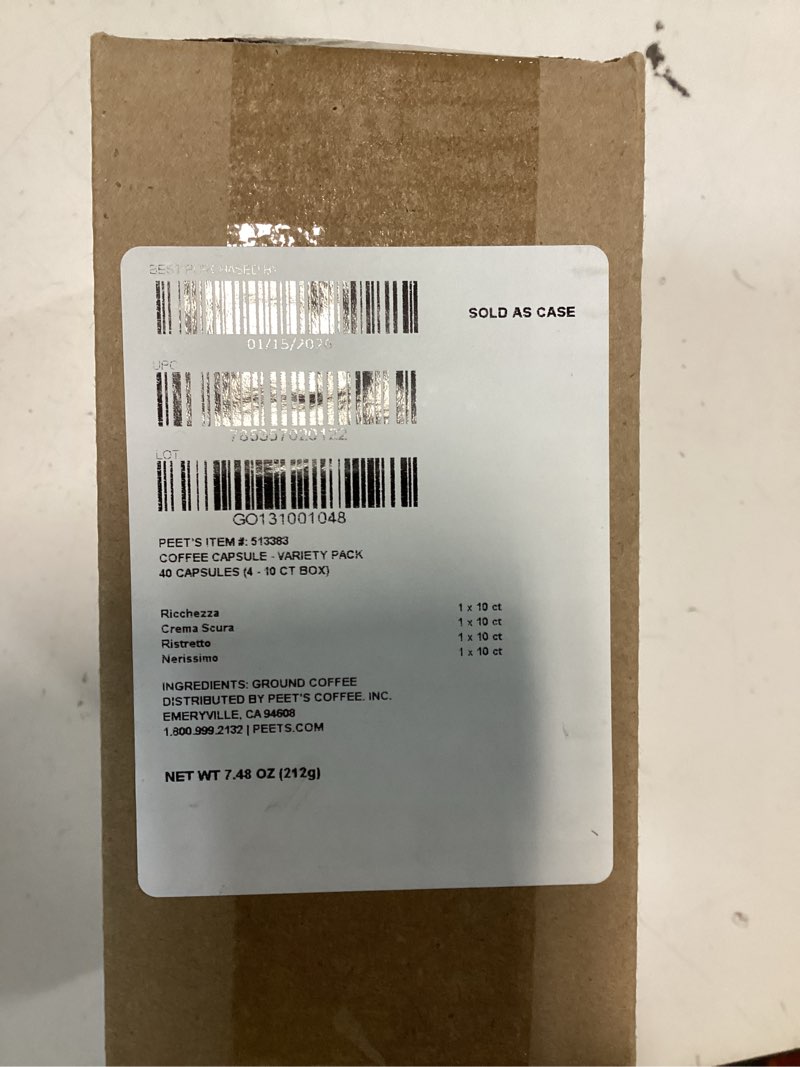 BEST PURCHASED BY
SOLD AS CASE
UPC
LOT
GO131001048
PEET'S ITEM #: 513383
COFFEE CAPSULE - VARIETY PACK
40 CAPSULES (4 - 10 CT BOX)
Ricchezza 1 x 10 ct
Crema Scura 1 x 10 ct
Ristretto 1 x 10 ct
Nerissimo 1 x 10 ct
INGREDIENTS: GROUND COFFEE
DISTRIBUTED BY PEET'S COFFEE. INC.
EMERYVILLE, CA 94608
1.800.999.2132 | PEETS.COM
NET WT 7.48 OZ (212g)